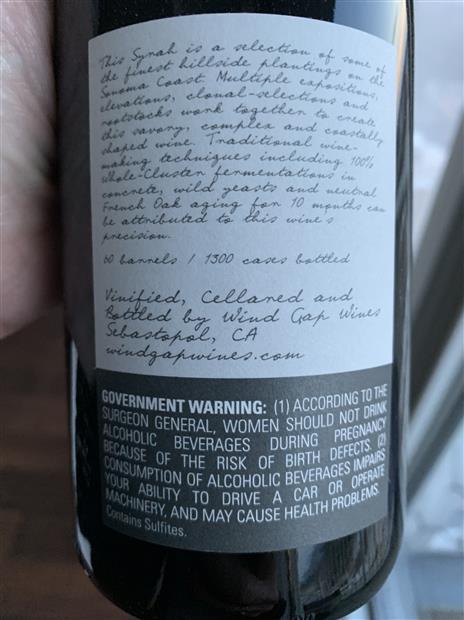 This Syrah is a selection of some of
the finest hillside plantings on the
Sonoma Coast. Multiple expositions,
elevations, clonal-selections and
rootstocks work together to create
this savory, complex and coastally
shaped wine. Traditional wine-
making techniques including 100%
whole-Cluster fermentations in
concrete, wild yeasts and neutral
French Oak aging for 10 months can
be attributed to this wine's
precision.
60 barrels / 1300 cases bottled
Vinified, Cellared and
Bottled by Wind Gap Wines
Sebastopol, CA
windgapwines.com
GOVERNMENT WARNING: (1) ACCORDING TO THE
SURGEON GENERAL, WOMEN SHOULD NOT DRINK
ALCOHOLIC BEVERAGES DURING PREGNANCY
BECAUSE OF THE RISK OF BIRTH DEFECTS. (2)
CONSUMPTION OF ALCOHOLIC BEVERAGES IMPAIRS
YOUR ABILITY TO DRIVE A CAR OR OPERATE
MACHINERY, AND MAY CAUSE HEALTH PROBLEMS.
Contains Sulfites.